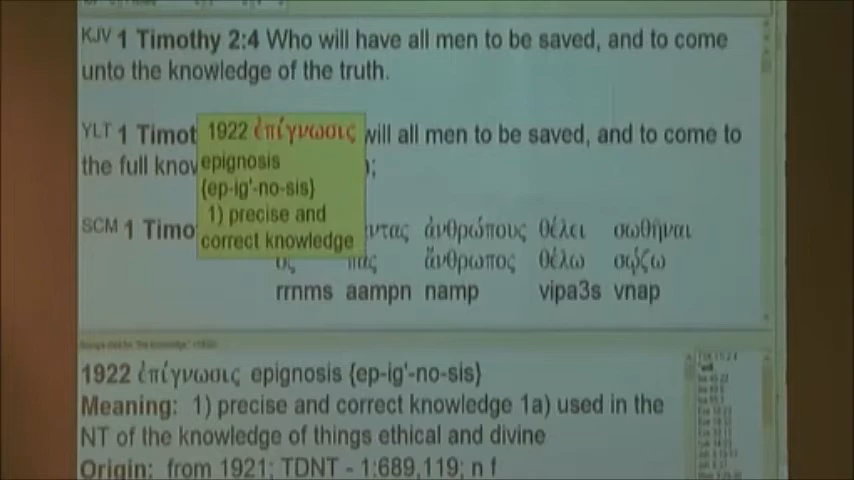 KJV 1 Timothy 2:4 Who will have all men to be saved, and to come
unto the knowledge of the truth.
1922 ἐπίγνωσις
epignosis
{ep-ig'-no-sis}
1) precise and
correct knowledge
YLT 1 Timot will all men to be saved, and to come to
the full know ;
SCM 1 Timo ντας ἀνθρώπους θέλει σωθῆναι
ὅς πᾶς ἄνθρωπος θέλω σῴζω
rrnms aampn namp vipa3s vnap
1922 ἐπίγνωσις epignosis {ep-ig'-no-sis}
Meaning: 1) precise and correct knowledge 1a) used in the
NT of the knowledge of things ethical and divine
Origin: from 1921; TDNT - 1:689,119; n f